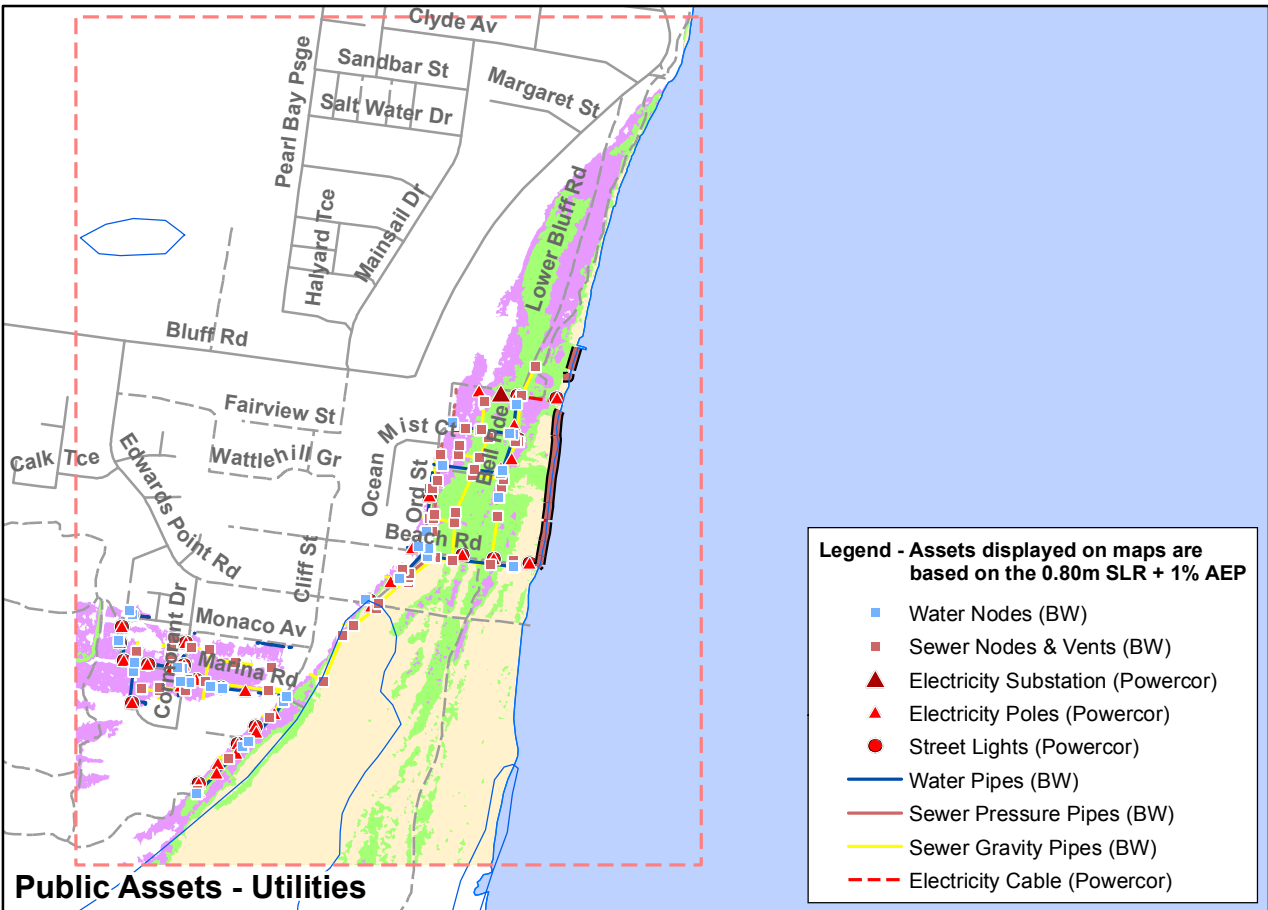 Clyde Av
Sandbar St
Margaret St
Salt Water Dr
Pearl Bay Psge
Lower Bluff Rd
Mainsail Dr
Halyard Tce
Bluff Rd
Fairview St
Mist Ct
Bell Pde
Wattlehill Gr
Calk Tce
Edwards Point Rd
Ocean
Ord St
Beach Rd
Cliff St
Cormorant Dr
Monaco Av
Marina Rd
Legend - Assets displayed on maps are
based on the 0.80m SLR + 1% AEP
Water Nodes (BW)
Sewer Nodes & Vents (BW)
Electricity Substation (Powercor)
Electricity Poles (Powercor)
Street Lights (Powercor)
Water Pipes (BW)
Sewer Pressure Pipes (BW)
Sewer Gravity Pipes (BW)
Electricity Cable (Powercor)
Public Assets - Utilities